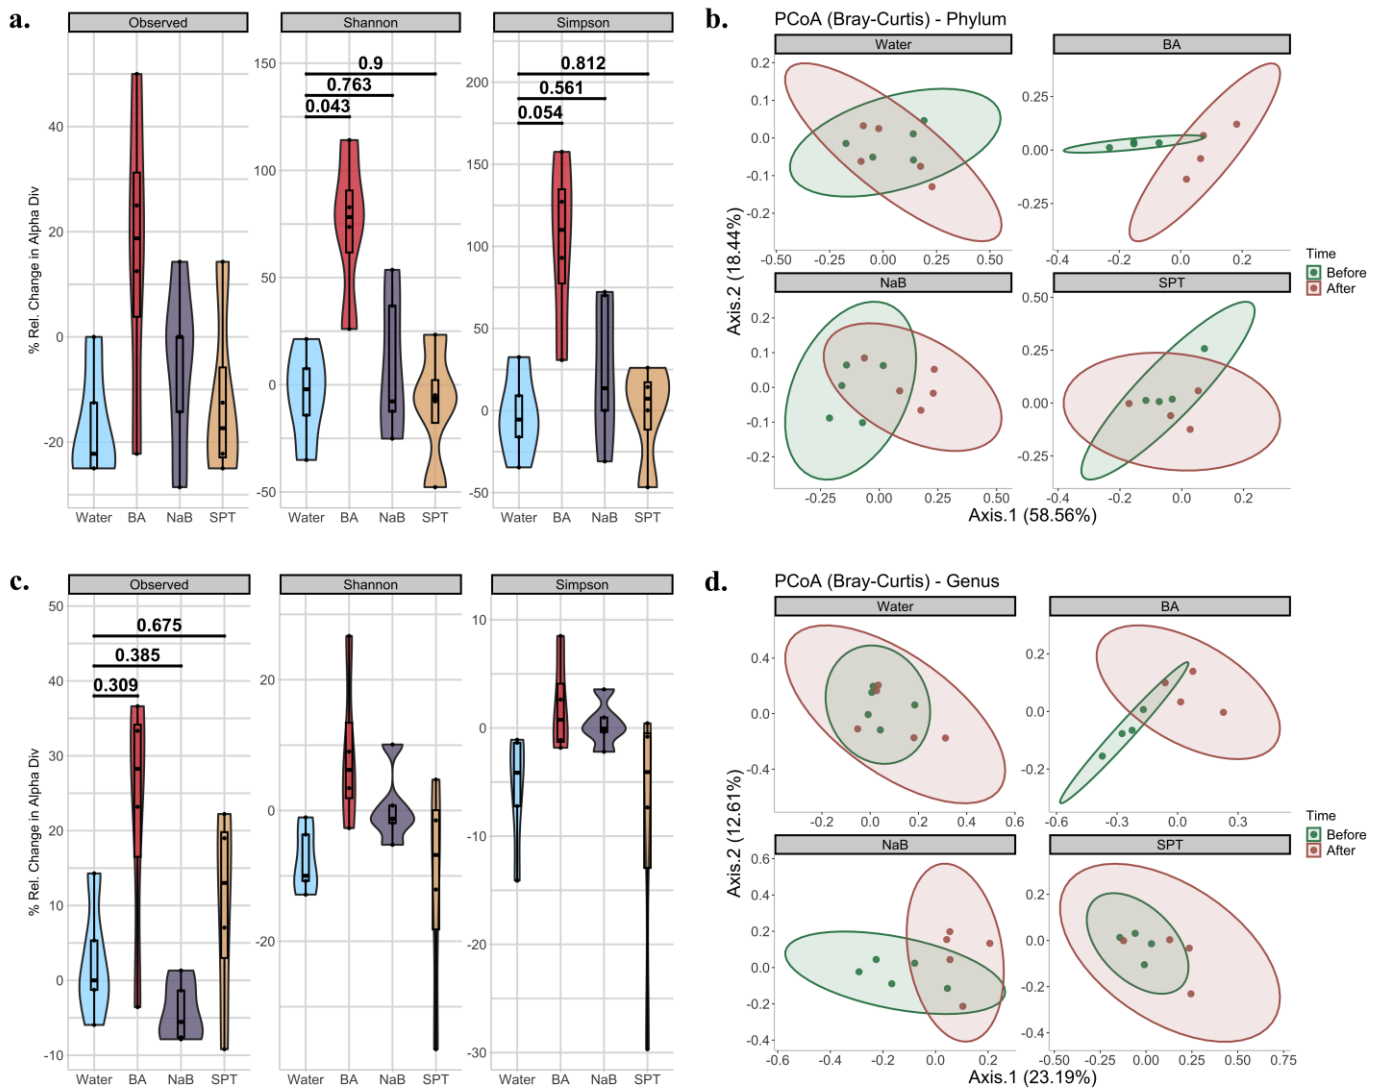 a.
Observed
Shannon
Simpson
% Rel. Change in Alpha Div
40
20
0
-20
150
100
50
0
-50
200
150
100
50
0
-50
0.9
0.763
0.043
0.812
0.561
0.054
Water BA NaB SPT
Water BA NaB SPT
Water BA NaB SPT
b.
PCoA (Bray-Curtis) - Phylum
Water
BA
0.2
0.1
0.0
-0.1
-0.2
-0.50 -0.25 0.00 0.25 0.50
0.25
0.00
-0.25
-0.4 -0.2 0.0 0.2
NaB
SPT
0.2
0.1
0.0
-0.1
-0.2
-0.25 0.00 0.25 0.50
0.50
0.25
0.00
-0.25
-0.4 -0.2 0.0 0.2
Axis.2 (18.44%)
Axis.1 (58.56%)
Time
Before
After
c.
Observed
Shannon
Simpson
% Rel. Change in Alpha Div
50
40
30
20
10
0
-10
0.675
0.385
0.309
20
0
-20
10
0
-10
-20
-30
Water BA NaB SPT
Water BA NaB SPT
Water BA NaB SPT
d.
PCoA (Bray-Curtis) - Genus
Water
BA
0.4
0.0
-0.4
-0.2 0.0 0.2 0.4 0.6
0.2
0.0
-0.2
-0.6 -0.3 0.0 0.3
NaB
SPT
0.6
0.4
0.2
0.0
-0.2
-0.4
-0.6 -0.4 -0.2 0.0 0.2
0.2
0.0
-0.2
-0.4
-0.50 -0.25 0.00 0.25 0.50 0.75
Axis.2 (12.61%)
Axis.1 (23.19%)
Time
Before
After